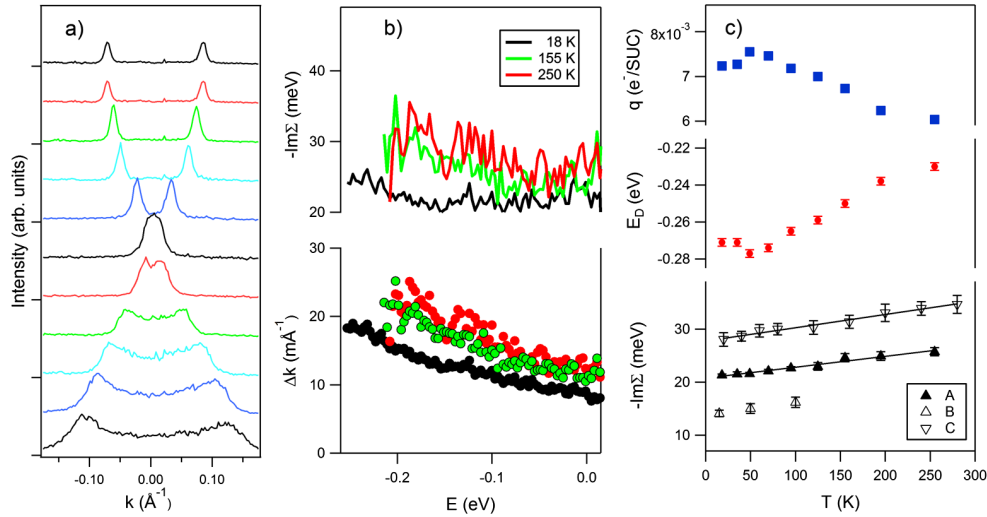 a)
Intensity (arb. units)
-0.10
0.00
0.10
k (Å⁻¹)
b)
18 K
155 K
250 K
-ImΣ (meV)
40
30
20
Δk (mÅ⁻¹)
30
20
10
0
-0.2
-0.1
0.0
E (eV)
c)
q (e⁻/SUC)
8x10⁻³
7
6
E_D (eV)
-0.22
-0.24
-0.26
-0.28
-ImΣ (meV)
30
20
10
A
B
C
0
50
100
150
200
250
300
T (K)